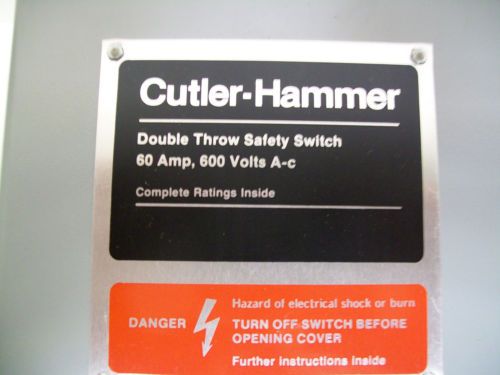 Cutler-Hammer
Double Throw Safety Switch
60 Amp, 600 Volts A-c
Complete Ratings Inside
DANGER
Hazard of electrical shock or burn
TURN OFF SWITCH BEFORE
OPENING COVER
Further instructions inside